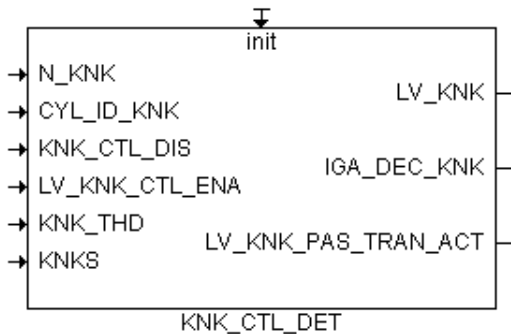 init
N_KNK
CYL_ID_KNK
KNK_CTL_DIS
LV_KNK_CTL_ENA
KNK_THD
KNKS
LV_KNK
IGA_DEC_KNK
LV_KNK_PAS_TRAN_ACT
KNK_CTL_DET